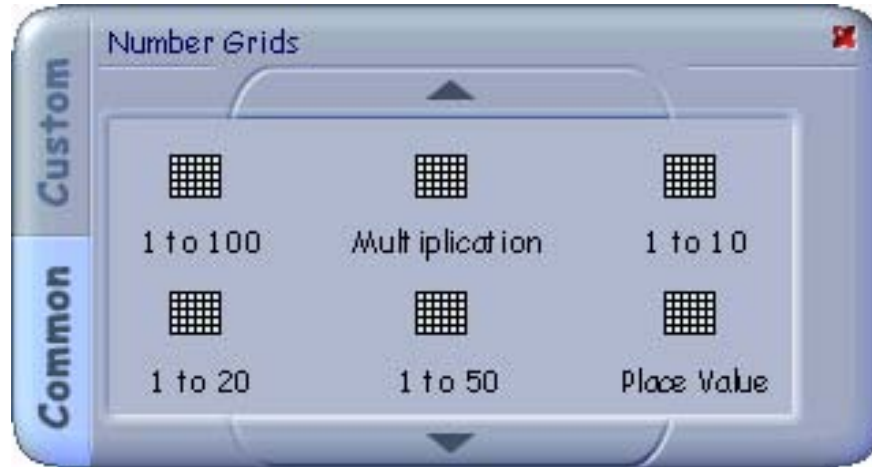 Number Grids
Custom
Common
1 to 100
Multiplication
1 to 10
1 to 20
1 to 50
Place Value